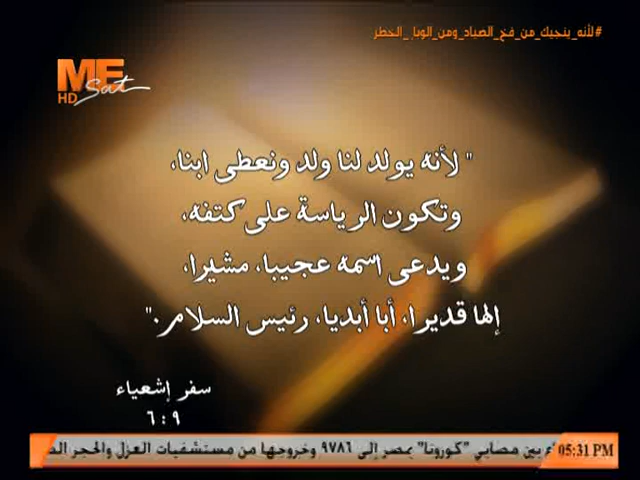 #لأنه_ينجيك_من_فخ_الصياد_ومن_الوبا_الخطر
ME
Sat
HD
" لأنه يولد لنا ولد ونعطى ابنا،
وتكون الرياسة على كتفه،
ويدعى اسمه عجيبا، مشيرا،
إلها قديرا، أبا أبديا، رئيس السلام ."
سفر إشعياء
٦ : ٩
بين مصابي "كورونا" بمصر إلى ٩٧٨٦ وخروجها من مستشفيات العزل والحجر
05:31 PM